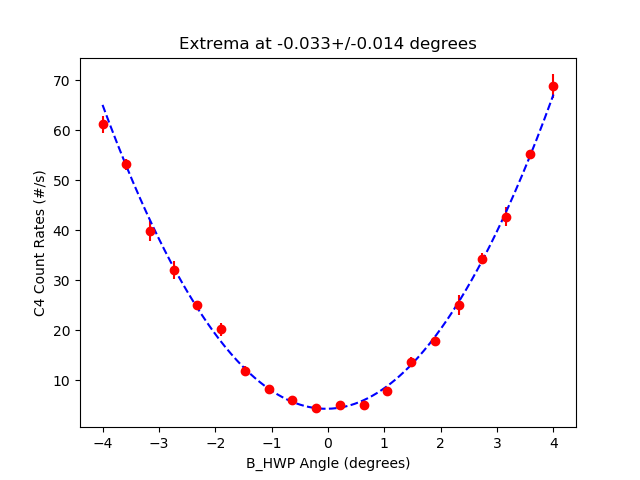 Extrema at -0.033+/-0.014 degrees
C4 Count Rates (#/s)
70
60
50
40
30
20
10
−4 −3 −2 −1 0 1 2 3 4
B_HWP Angle (degrees)